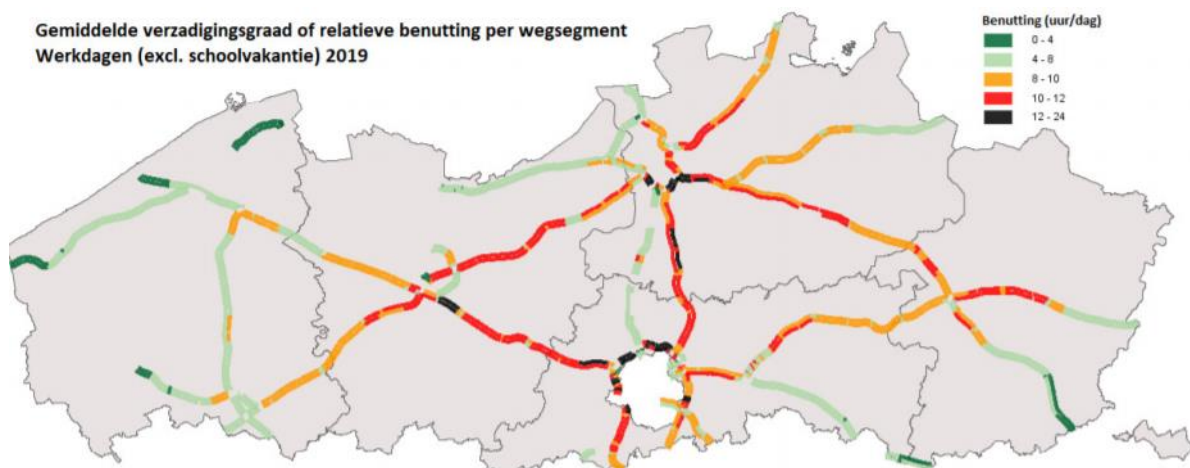 Gemiddelde verzadigingsgraad of relatieve benutting per wegsegment
Werkdagen (excl. schoolvakantie) 2019
Benutting (uur/dag)
0 - 4
4 - 8
8 - 10
10 - 12
12 - 24